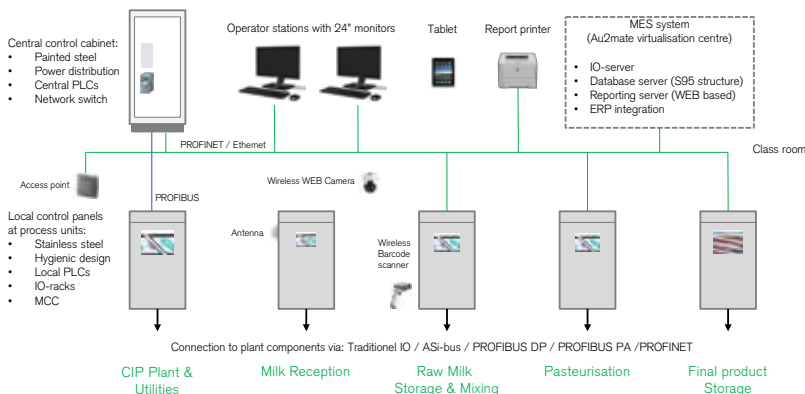 Central control cabinet:
• Painted steel
• Power distribution
• Central PLCs
• Network switch
Operator stations with 24" monitors
Tablet
Report printer
MES system
(Au2mate virtualisation centre)
• IO-server
• Database server (S95 structure)
• Reporting server (WEB based)
• ERP integration
PROFINET / Ethernet
Class room
Access point
PROFIBUS
Wireless WEB Camera
Local control panels
at process units:
• Stainless steel
• Hygienic design
• Local PLCs
• IO-racks
• MCC
Antenna
Wireless
Barcode
scanner
Connection to plant components via: Traditionel IO / ASi-bus / PROFIBUS DP / PROFIBUS PA /PROFINET
CIP Plant &
Utilities
Milk Reception
Raw Milk
Storage & Mixing
Pasteurisation
Final product
Storage